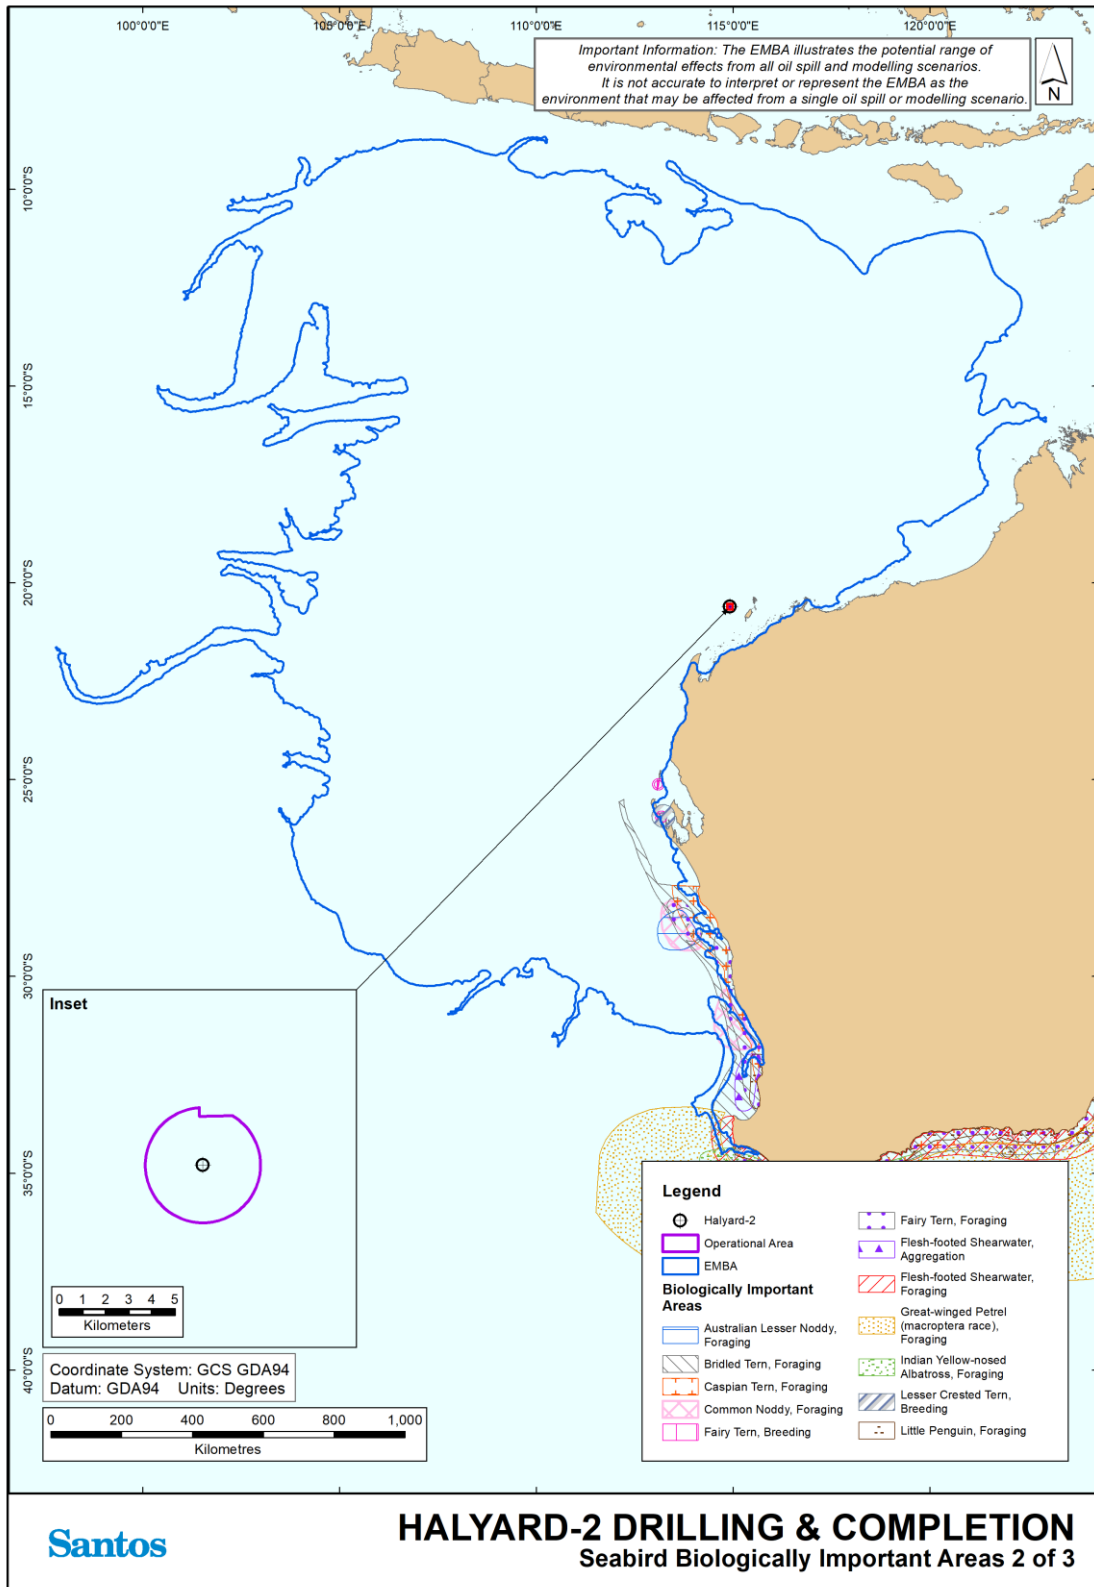 100°0'0"E 105°0'0"E 110°0'0"E 115°0'0"E 120°0'0"E
Important Information: The EMBA illustrates the potential range of
environmental effects from all oil spill and modelling scenarios.
It is not accurate to interpret or represent the EMBA as the
environment that may be affected from a single oil spill or modelling scenario.
N
10°0'0"S
15°0'0"S
20°0'0"S
25°0'0"S
30°0'0"S
35°0'0"S
40°0'0"S
Inset
0 1 2 3 4 5
Kilometers
Coordinate System: GCS GDA94
Datum: GDA94 Units: Degrees
0 200 400 600 800 1,000
Kilometres
Legend
Halyard-2
Operational Area
EMBA
Biologically Important
Areas
Australian Lesser Noddy,
Foraging
Bridled Tern, Foraging
Caspian Tern, Foraging
Common Noddy, Foraging
Fairy Tern, Breeding
Fairy Tern, Foraging
Flesh-footed Shearwater,
Aggregation
Flesh-footed Shearwater,
Foraging
Great-winged Petrel
(macroptera race),
Foraging
Indian Yellow-nosed
Albatross, Foraging
Lesser Crested Tern,
Breeding
Little Penguin, Foraging
Santos
HALYARD-2 DRILLING & COMPLETION
Seabird Biologically Important Areas 2 of 3